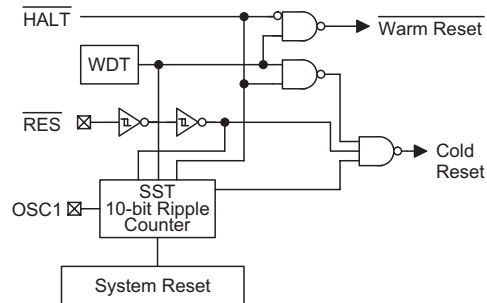 HALT
Warm Reset
WDT
RES
Cold
Reset
SST
10-bit Ripple
Counter
OSC1
System Reset